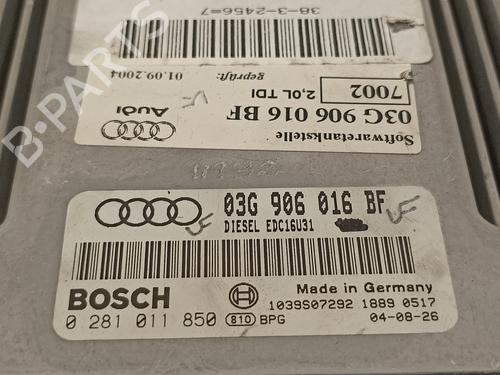 38-3-2456=7
Softwaretankstelle
03G 906 016 BF
7002
2,0L TDI
Audi
geprüft:
01.09.2004
03G 906 016 BF
DIESEL EDC16U31
BOSCH
Made in Germany
1039S07292 1889 0517
0 281 011 850
810
BPG
04-08-26
B-PARTS